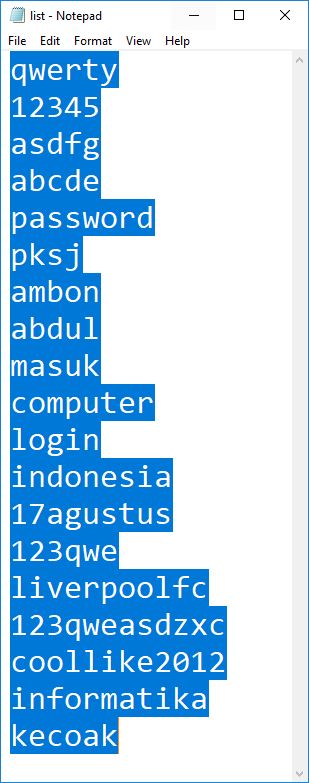 list - Notepad
File Edit Format View Help
qwerty
12345
asdfg
abcde
password
pksj
ambon
abdul
masuk
computer
login
indonesia
17agustus
123qwe
liverpoolfc
123qweasdzxc
coollike2012
informatika
kecoak